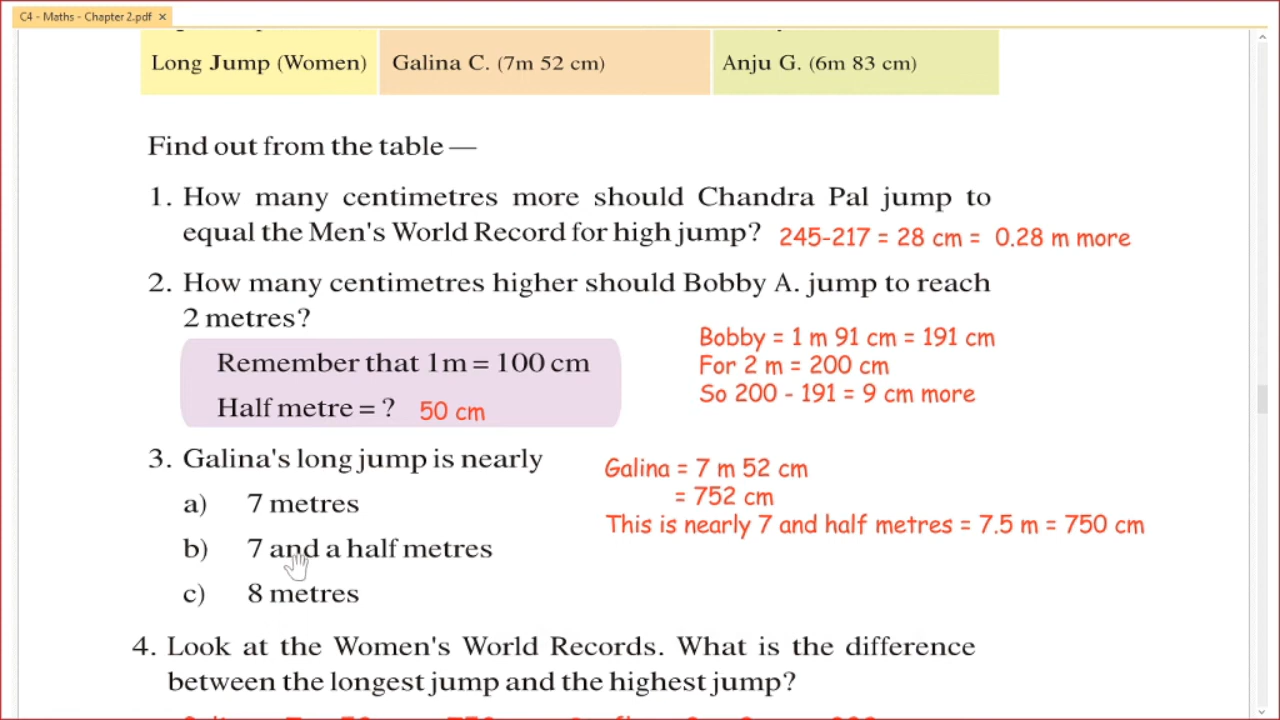 C4 - Maths - Chapter 2.pdf ×
Long Jump (Women) Galina C. (7m 52 cm) Anju G. (6m 83 cm)
Find out from the table —
1. How many centimetres more should Chandra Pal jump to
equal the Men's World Record for high jump? 245-217 = 28 cm = 0.28 m more
2. How many centimetres higher should Bobby A. jump to reach
2 metres?
Bobby = 1 m 91 cm = 191 cm
For 2 m = 200 cm
So 200 - 191 = 9 cm more
Remember that 1m = 100 cm
Half metre = ? 50 cm
3. Galina's long jump is nearly
Galina = 7 m 52 cm
= 752 cm
This is nearly 7 and half metres = 7.5 m = 750 cm
a) 7 metres
b) 7 and a half metres
c) 8 metres
4. Look at the Women's World Records. What is the difference
between the longest jump and the highest jump?